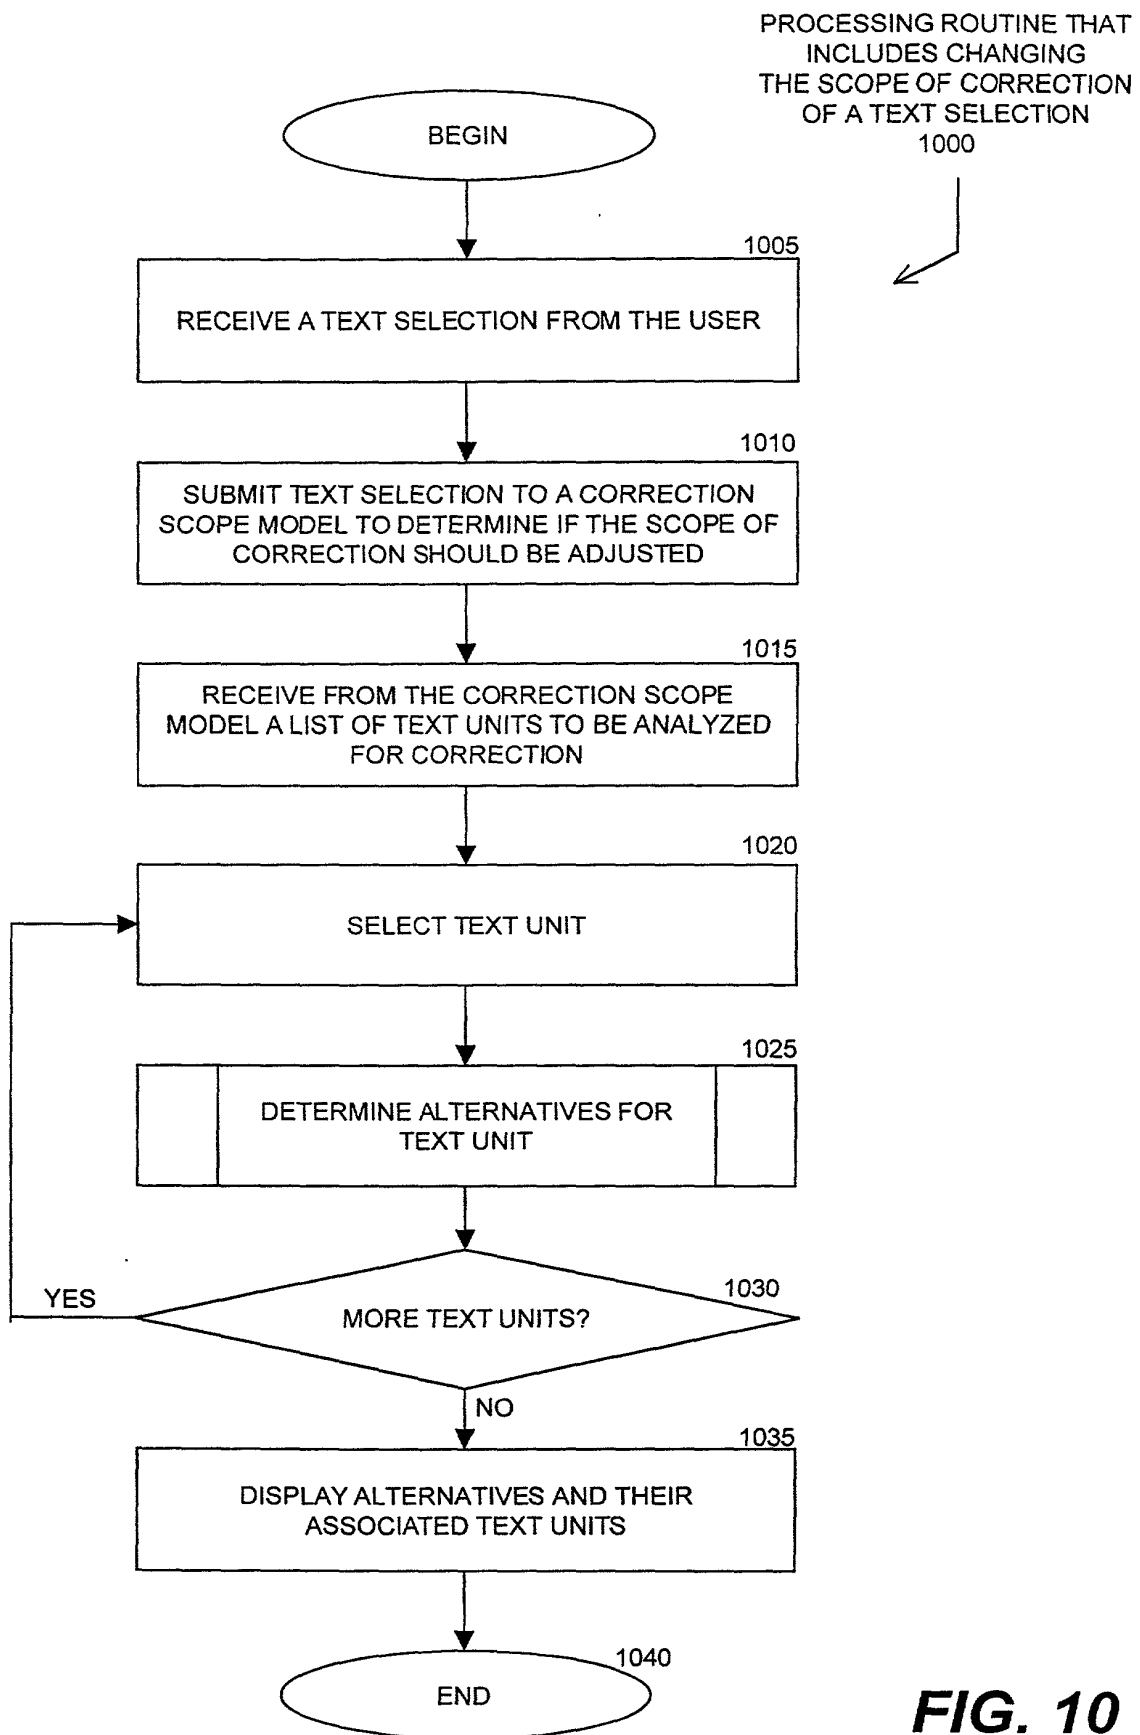 PROCESSING ROUTINE THAT
INCLUDES CHANGING
THE SCOPE OF CORRECTION
OF A TEXT SELECTION
1000
BEGIN
1005
RECEIVE A TEXT SELECTION FROM THE USER
1010
SUBMIT TEXT SELECTION TO A CORRECTION
SCOPE MODEL TO DETERMINE IF THE SCOPE OF
CORRECTION SHOULD BE ADJUSTED
1015
RECEIVE FROM THE CORRECTION SCOPE
MODEL A LIST OF TEXT UNITS TO BE ANALYZED
FOR CORRECTION
1020
SELECT TEXT UNIT
1025
DETERMINE ALTERNATIVES FOR
TEXT UNIT
1030
YES
MORE TEXT UNITS?
NO
1035
DISPLAY ALTERNATIVES AND THEIR
ASSOCIATED TEXT UNITS
1040
END
FIG. 10